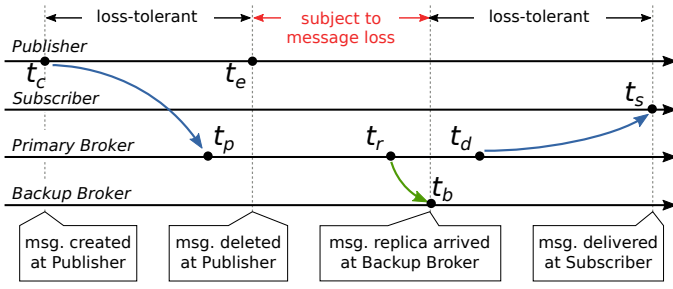 loss-tolerant
subject to
message loss
loss-tolerant
Publisher
tc
te
Subscriber
ts
Primary Broker
tp
tr
td
Backup Broker
tb
msg. created
at Publisher
msg. deleted
at Publisher
msg. replica arrived
at Backup Broker
msg. delivered
at Subscriber